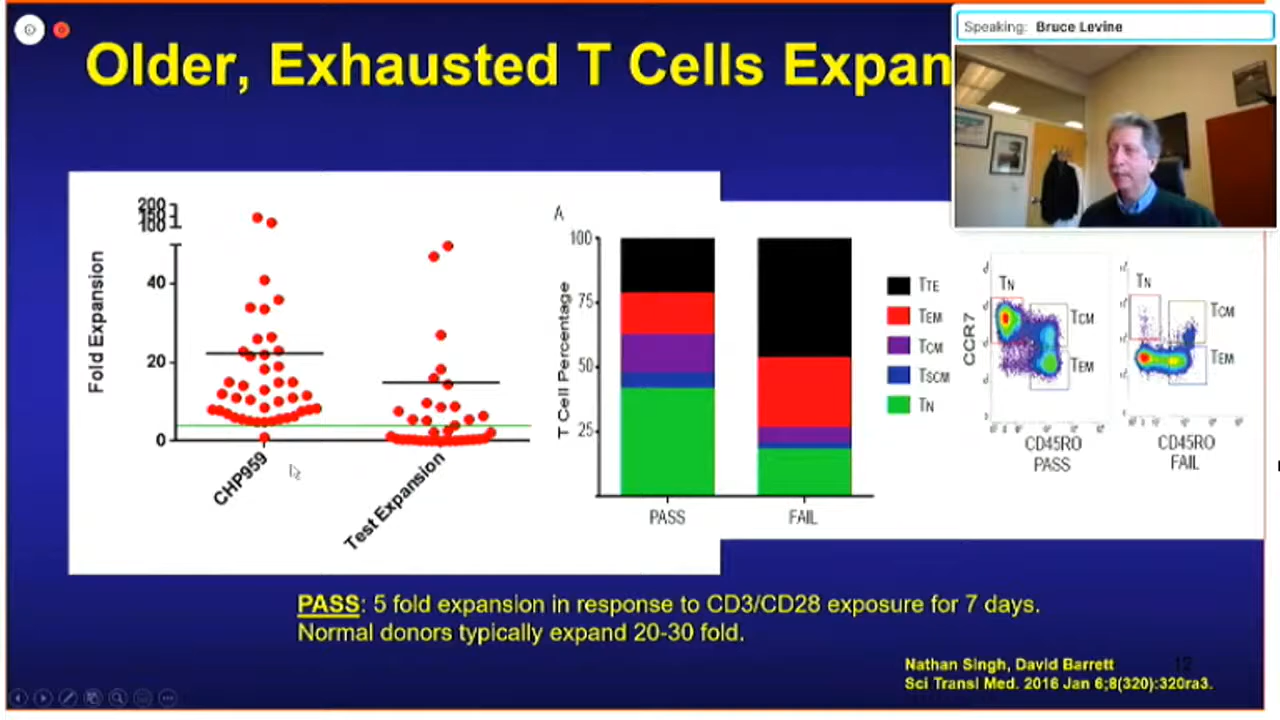 Older, Exhausted T Cells Expan
Speaking: Bruce Levine
Fold Expansion
200
150
100
40
20
0
CHP959
Test Expansion
A
T Cell Percentage
100
75
50
25
PASS
FAIL
TTE
TEM
TCM
TSCM
TN
CCR7
TN
TCM
TEM
CD45RO
PASS
TN
TCM
TEM
CD45RO
FAIL
PASS: 5 fold expansion in response to CD3/CD28 exposure for 7 days.
Normal donors typically expand 20-30 fold.
Nathan Singh, David Barrett
12
Sci Transl Med. 2016 Jan 6;8(320):320ra3.